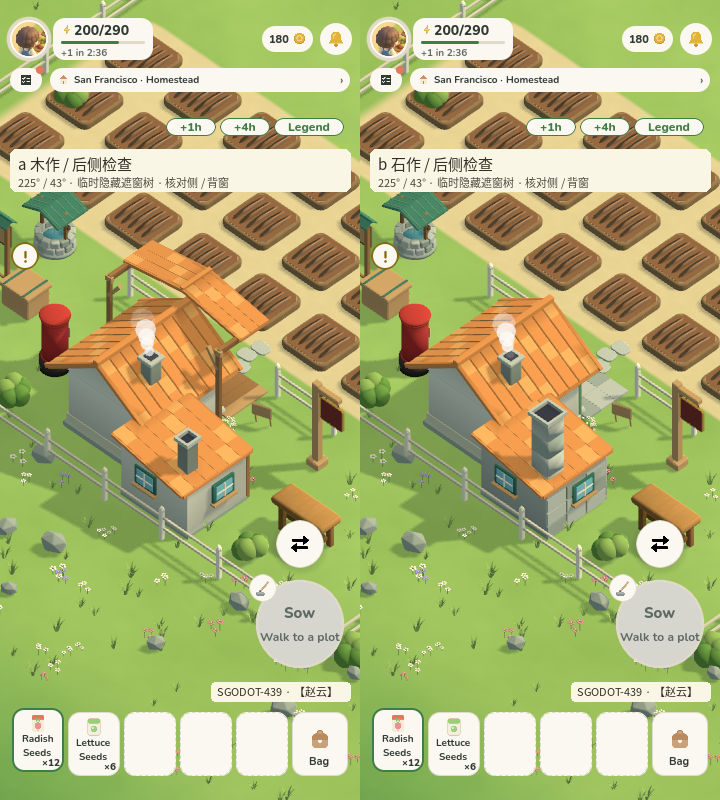 200/290
+1 in 2:36
180
San Francisco · Homestead ›
+1h +4h Legend
a 木作 / 后侧检查
225° / 43° · 临时隐藏遮窗树 · 核对侧 / 背窗
!
Sow
Walk to a plot
SGODOT-439 · 【赵云】
Radish
Seeds
×12
Lettuce
Seeds
×6
Bag
200/290
+1 in 2:36
180
San Francisco · Homestead ›
+1h +4h Legend
b 石作 / 后侧检查
225° / 43° · 临时隐藏遮窗树 · 核对侧 / 背窗
!
Sow
Walk to a plot
SGODOT-439 · 【赵云】
Radish
Seeds
×12
Lettuce
Seeds
×6
Bag